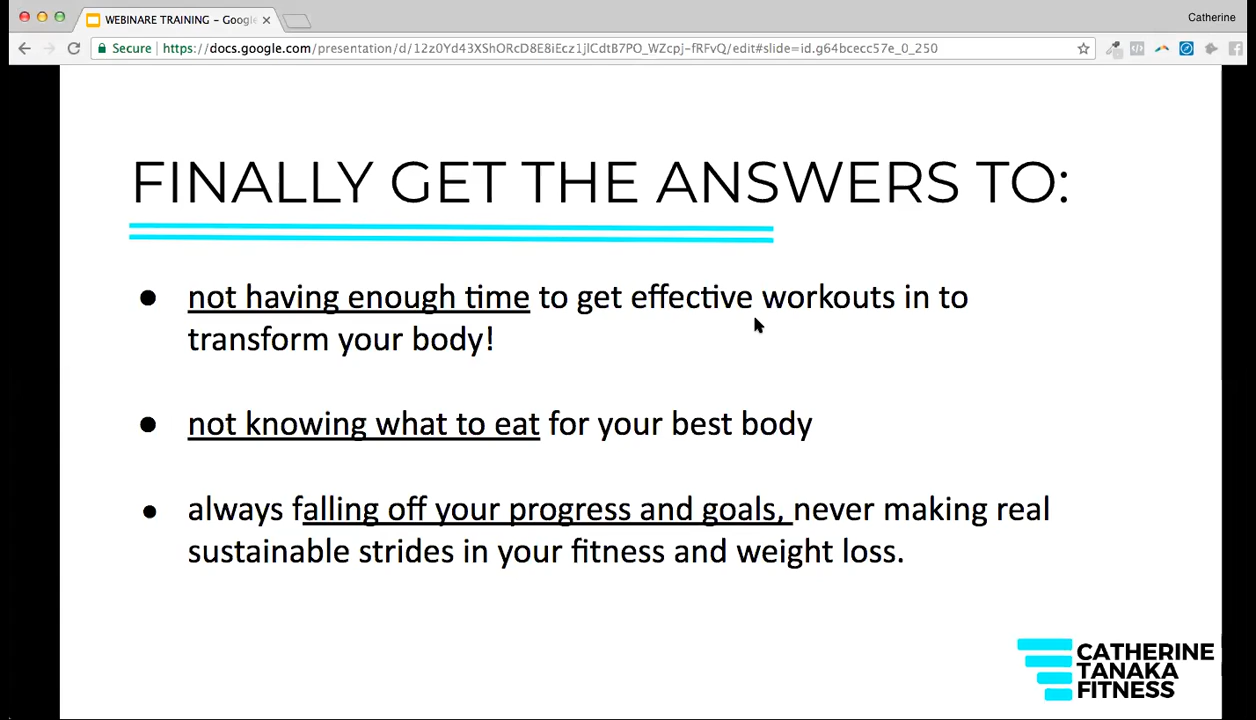 WEBINARE TRAINING – Google
Catherine
Secure
https://docs.google.com/presentation/d/12z0Yd43XShORcD8E8iEcz1jlCdtB7PO_WZcpj-fRFvQ/edit#slide=id.g64bcecc57e_0_250
FINALLY GET THE ANSWERS TO:
● not having enough time to get effective workouts in to
transform your body!
● not knowing what to eat for your best body
● always falling off your progress and goals, never making real
sustainable strides in your fitness and weight loss.
CATHERINE
TANAKA
FITNESS